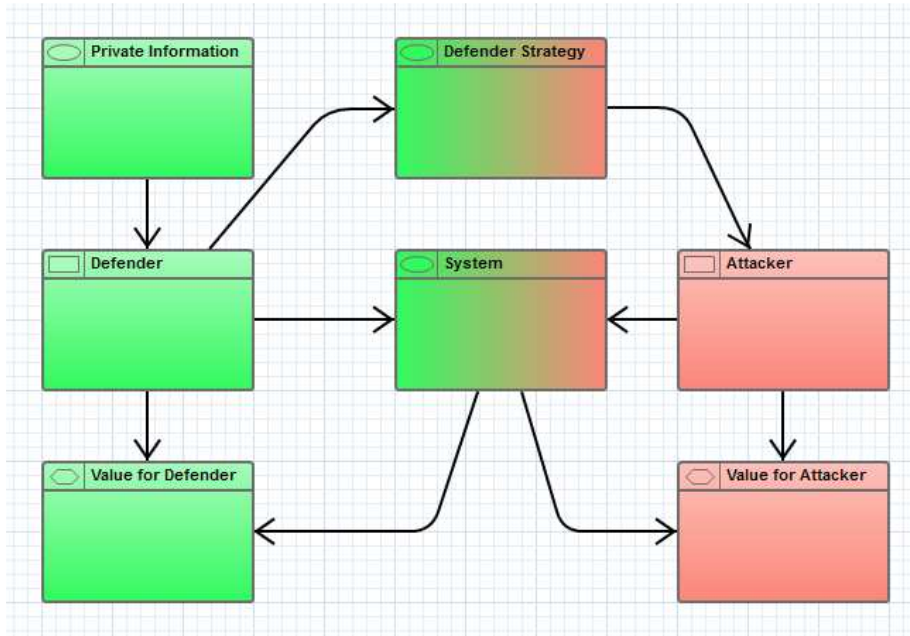 Private Information
Defender Strategy
Defender
System
Attacker
Value for Defender
Value for Attacker